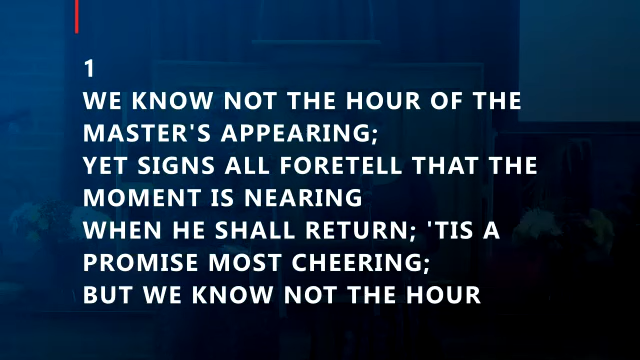 1
WE KNOW NOT THE HOUR OF THE
MASTER'S APPEARING;
YET SIGNS ALL FORETELL THAT THE
MOMENT IS NEARING
WHEN HE SHALL RETURN; 'TIS A
PROMISE MOST CHEERING;
BUT WE KNOW NOT THE HOUR